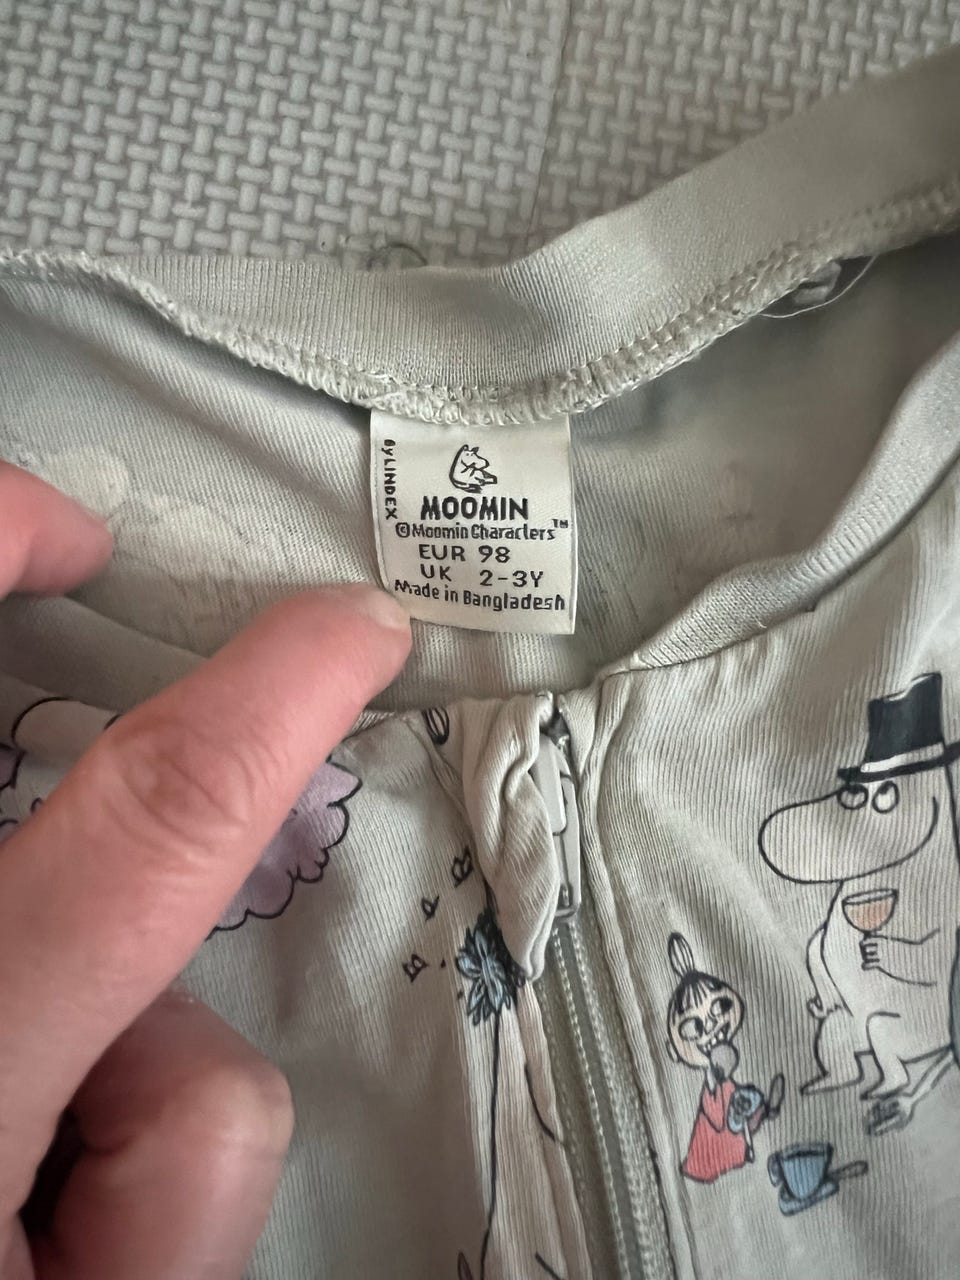 By LINDEX
MOOMIN
©Moomin Characters™
EUR 98
UK 2-3Y
Made in Bangladesh